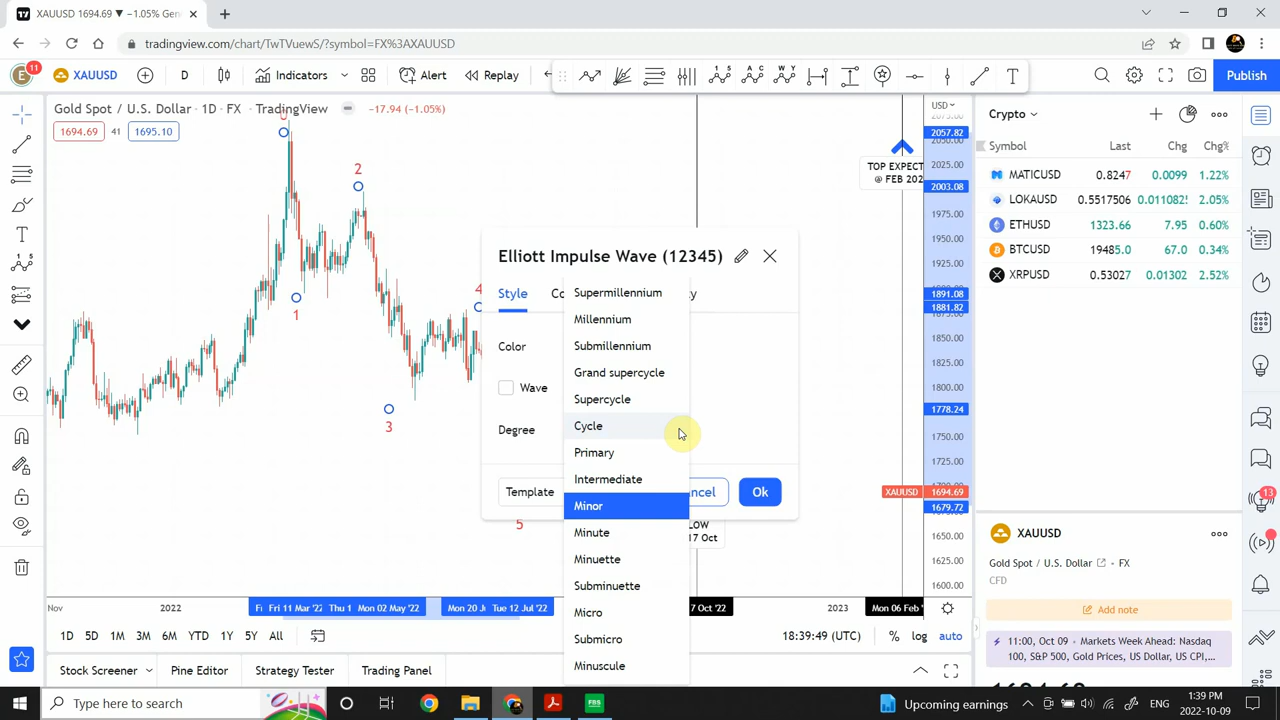 XAUUSD 1694.69 ▼ −1.05% Gene
tradingview.com/chart/TwTVuewS/?symbol=FX%3AXAUUSD
E 11 XAUUSD D Indicators Alert Replay Publish
Gold Spot / U.S. Dollar · 1D · FX · TradingView −17.94 (−1.05%)
1694.69 41 1695.10
2
1
3
4
5
TOP EXPECT
@ FEB 202
LOW
17 Oct
Elliott Impulse Wave (12345)
Style
Color
Wave
Degree
Template
Ok
Supermillennium
Millennium
Submillennium
Grand supercycle
Supercycle
Cycle
Primary
Intermediate
Minor
Minute
Minuette
Subminuette
Micro
Submicro
Minuscule
USD
2057.82
2050.00
2025.00
2003.08
1975.00
1950.00
1925.00
1891.08
1881.82
1863.00
1838.00
1825.00
1800.00
1778.24
1750.00
1725.00
XAUUSD 1694.69
1679.72
1650.00
1625.00
1600.00
Nov 2022 Fri 11 Mar '22 Thu 1 Mon 02 May '22 Mon 20 Tue 12 Jul '22 7 Oct '22 2023 Mon 06 Feb '2
1D 5D 1M 3M 6M YTD 1Y 5Y All 18:39:49 (UTC) % log auto
Stock Screener Pine Editor Strategy Tester Trading Panel
Crypto
Symbol Last Chg Chg%
MATICUSD 0.8247 0.0099 1.22%
LOKAUSD 0.5517506 0.011082! 2.05%
ETHUSD 1323.66 7.95 0.60%
BTCUSD 19485.0 67.0 0.34%
XRPUSD 0.53027 0.01302 2.52%
13
XAUUSD
Gold Spot / U.S. Dollar · FX
CFD
Add note
11:00, Oct 09 · Markets Week Ahead: Nasdaq
100, S&P 500, Gold Prices, US Dollar, US CPI,...
1694.69
Type here to search Upcoming earnings ENG 1:39 PM
2022-10-09